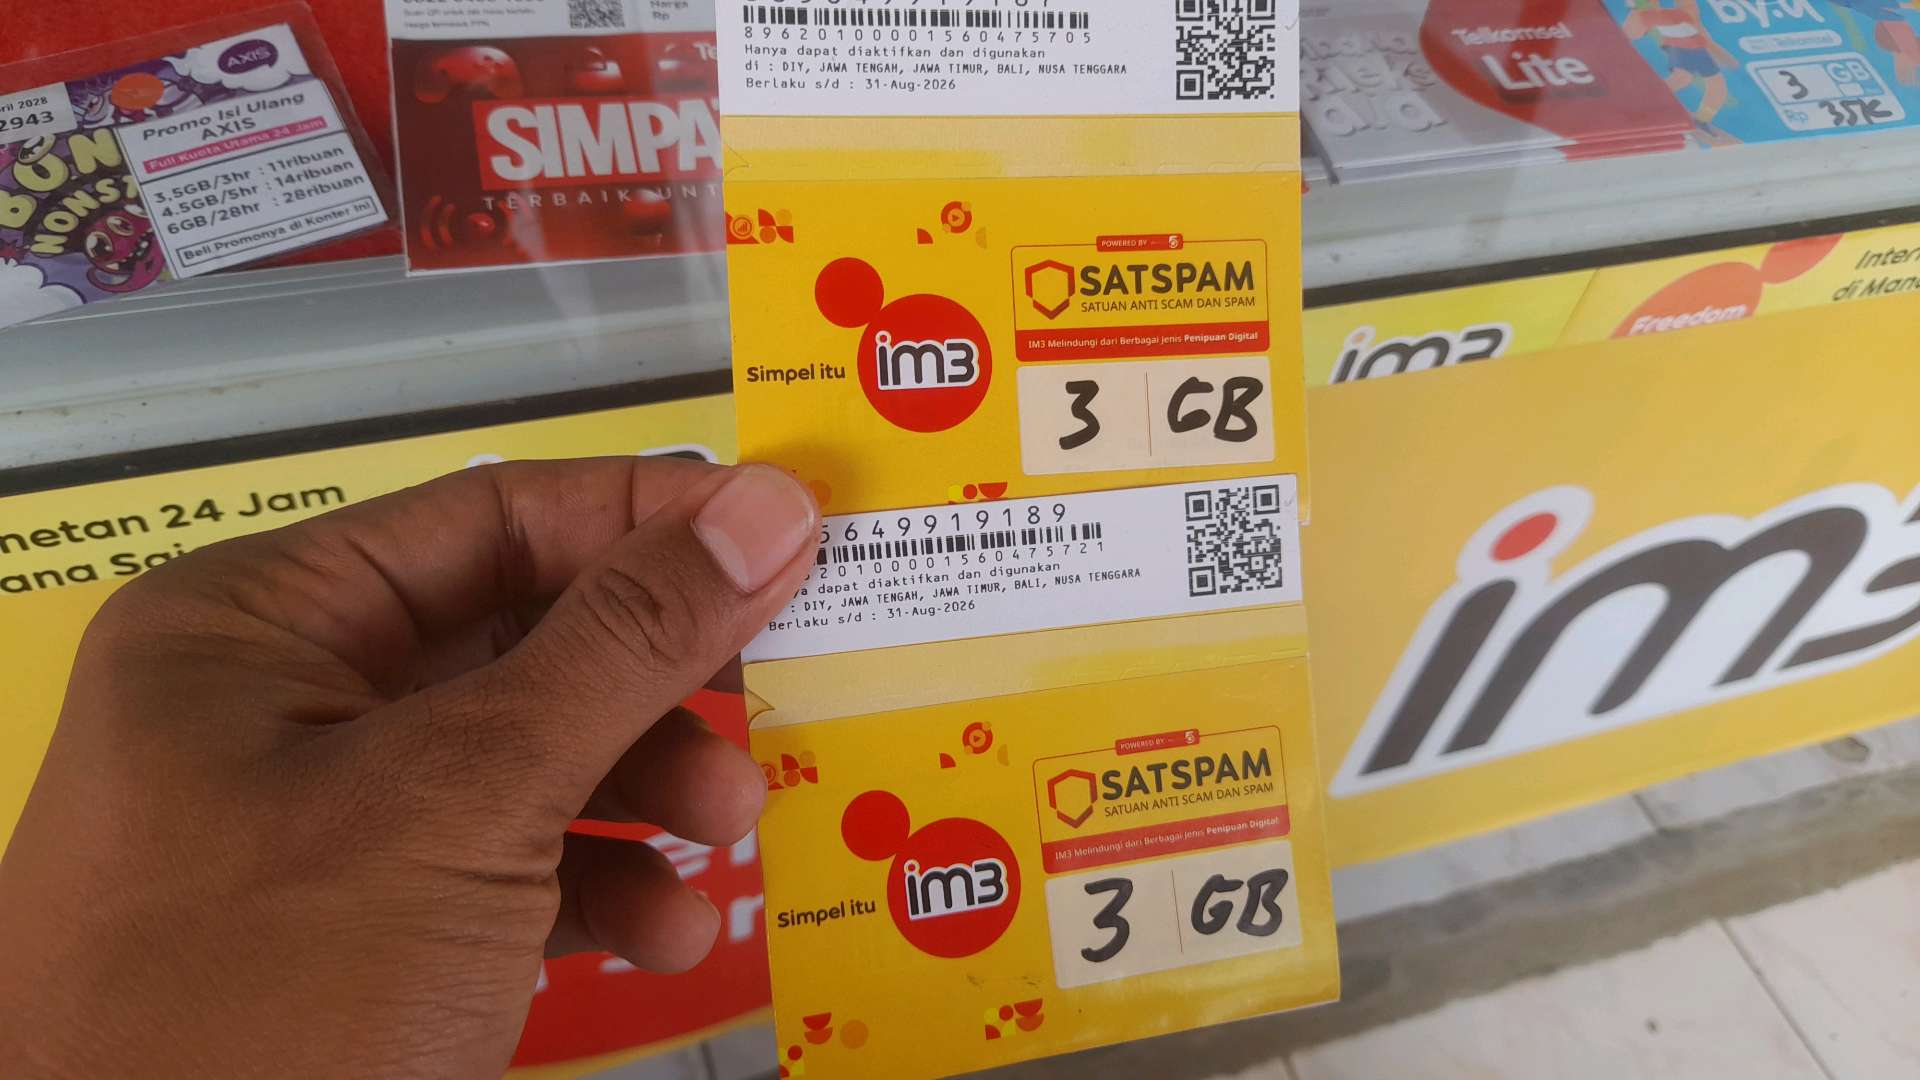 AXIS
2943
Promo Isi Ulang
AXIS
Full Kuota Utama 24 Jam
3,5GB/3hr : 11ribuan
4.5GB/5hr : 14ribuan
6GB/28hr : 28ribuan
Beli Promonya di Konter Ini
Harga
Rp
SIMPA
TERBAIK UNT
89620100001560475705
Hanya dapat diaktifkan dan digunakan
di : DIY, JAWA TENGAH, JAWA TIMUR, BALI, NUSA TENGGARA
Berlaku s/d : 31-Aug-2026
Telkomsel
Lite
by.U
3 GB
Rp 35K
POWERED BY
SATSPAM
SATUAN ANTI SCAM DAN SPAM
IM3 Melindungi dari Berbagai Jenis Penipuan Digital
Simpel itu im3
3 GB
im3
Freedom
im3
netan 24 Jam
5649919189
20100001560475721
dapat diaktifkan dan digunakan
: DIY, JAWA TENGAH, JAWA TIMUR, BALI, NUSA TENGGARA
Berlaku s/d : 31-Aug-2026
POWERED BY
SATSPAM
SATUAN ANTI SCAM DAN SPAM
IM3 Melindungi dari Berbagai Jenis Penipuan Digital
Simpel itu im3
3 GB